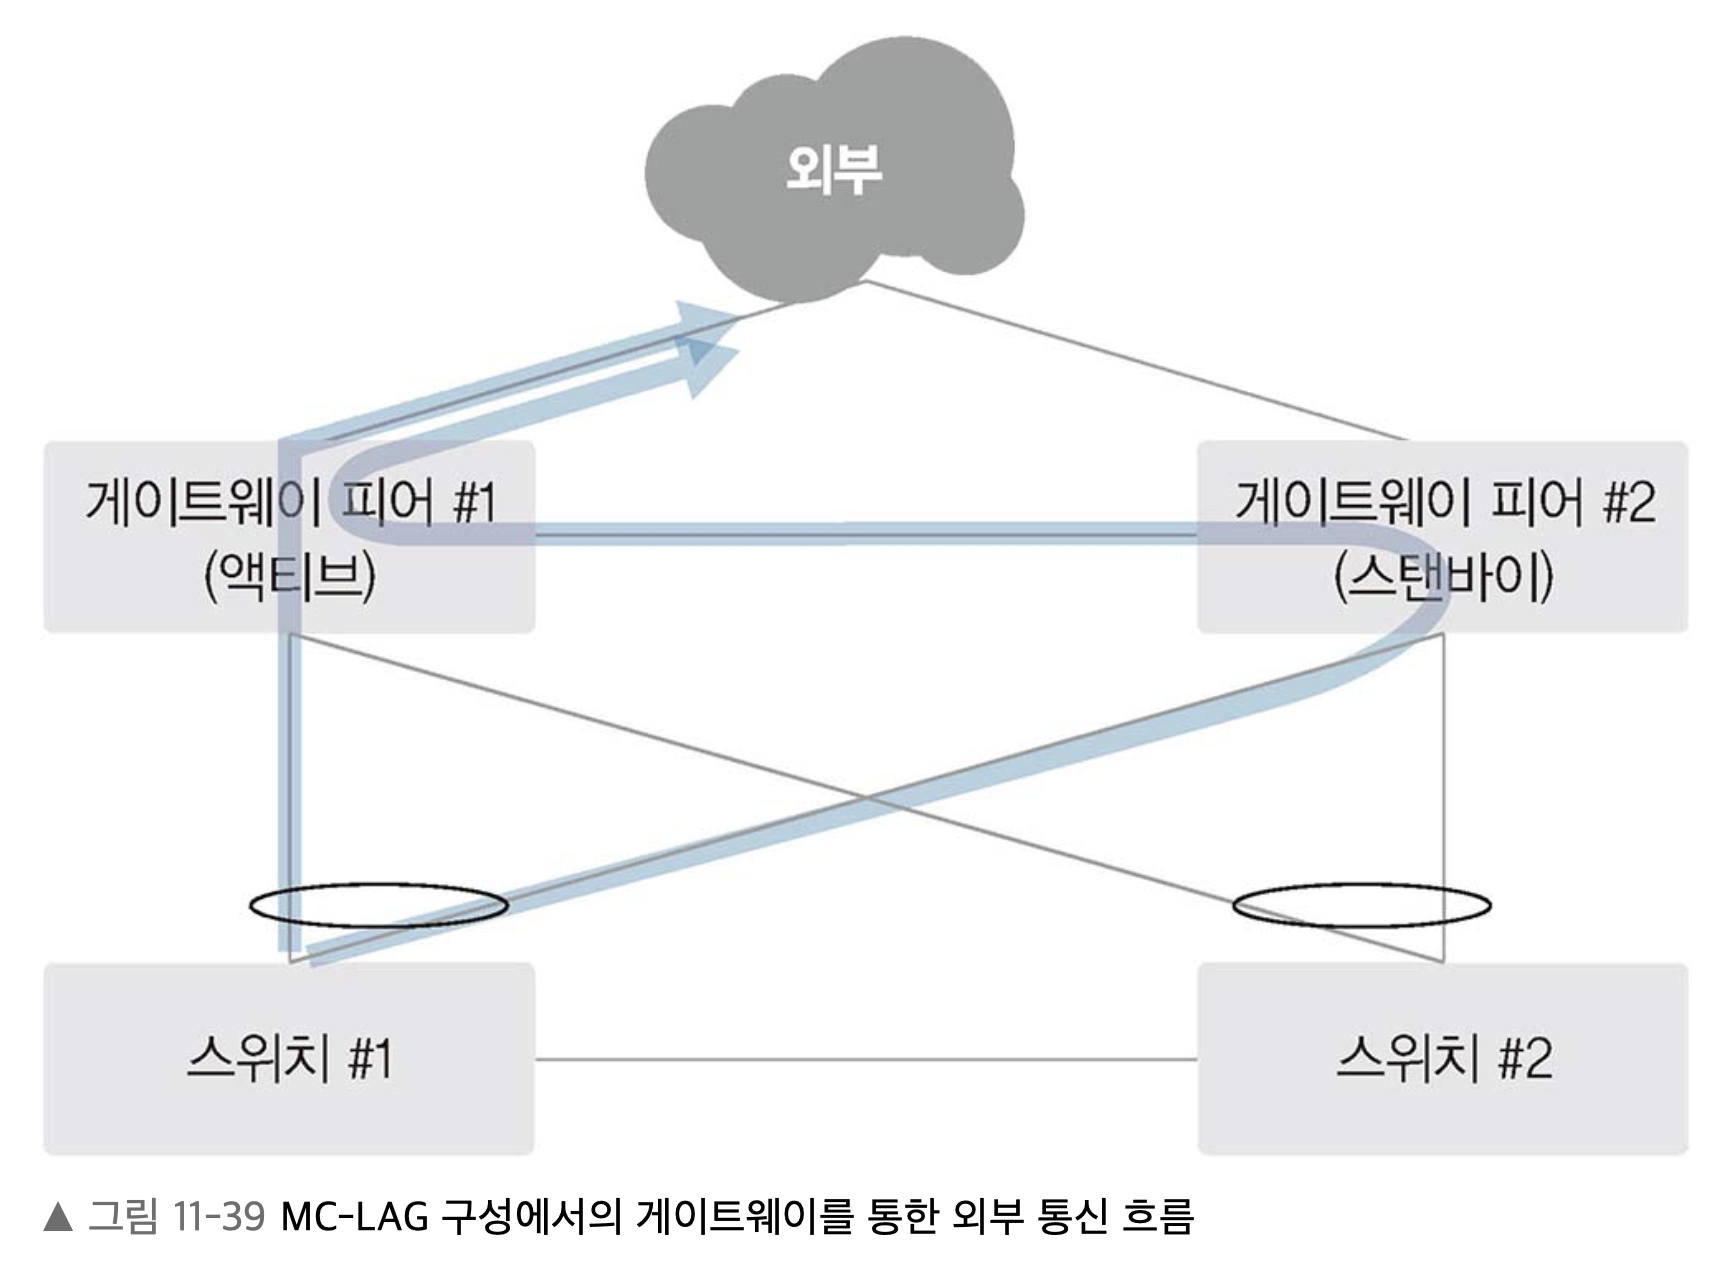 외부
게이트웨이 피어 #1
(액티브)
게이트웨이 피어 #2
(스탠바이)
스위치 #1
스위치 #2
▲ 그림 11-39 MC-LAG 구성에서의 게이트웨이를 통한 외부 통신 흐름